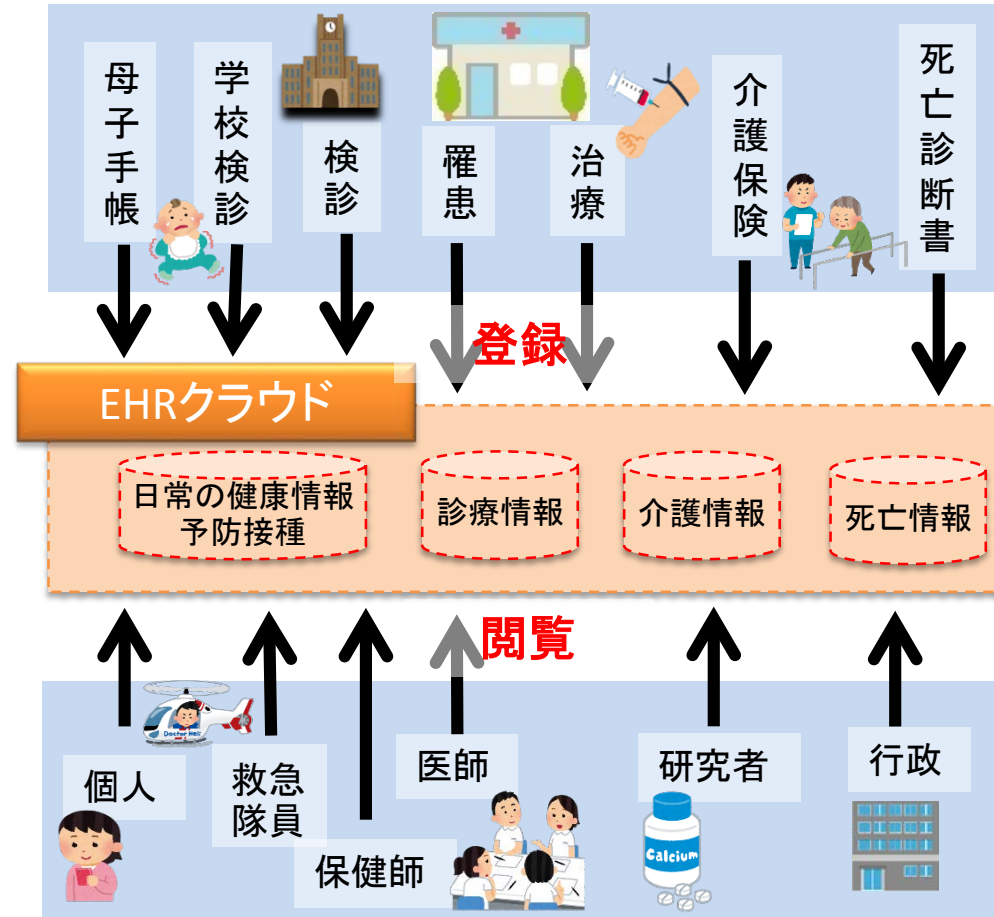 母子手帳
学校検診
検診
罹患
治療
介護保険
死亡診断書
登録
EHRクラウド
日常の健康情報
予防接種
診療情報
介護情報
死亡情報
閲覧
Doctor Heli
個人
救急
隊員
保健師
医師
研究者
行政
Calcium